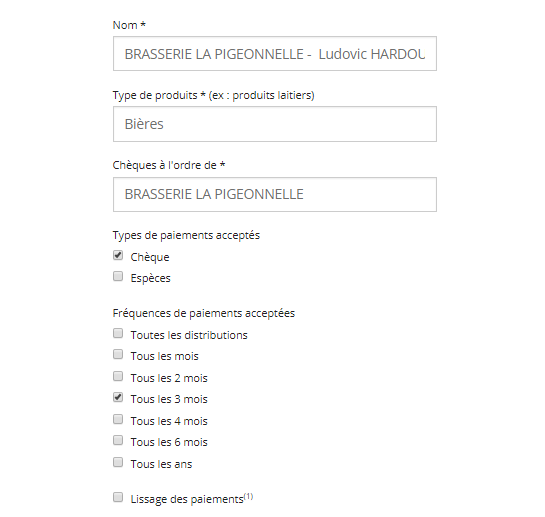 Nom *
BRASSERIE LA PIGEONNELLE - Ludovic HARDOU
Type de produits * (ex : produits laitiers)
Bières
Chèques à l'ordre de *
BRASSERIE LA PIGEONNELLE
Types de paiements acceptés
Chèque
Espèces
Fréquences de paiements acceptées
Toutes les distributions
Tous les mois
Tous les 2 mois
Tous les 3 mois
Tous les 4 mois
Tous les 6 mois
Tous les ans
Lissage des paiements(1)